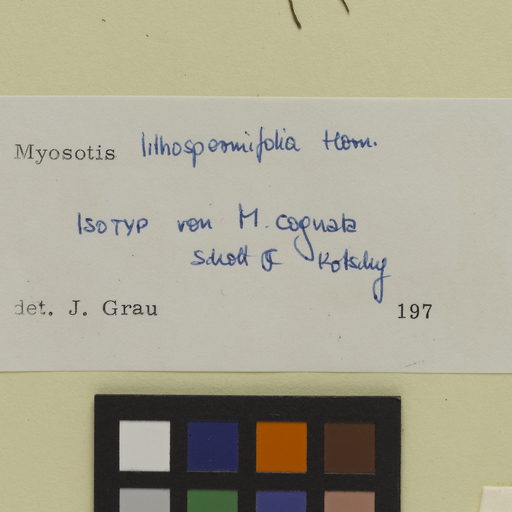 Myosotis lithospermifolia Horn.
ISOTYP von M. cognata
Schott & Kotschy
det. J. Grau 197